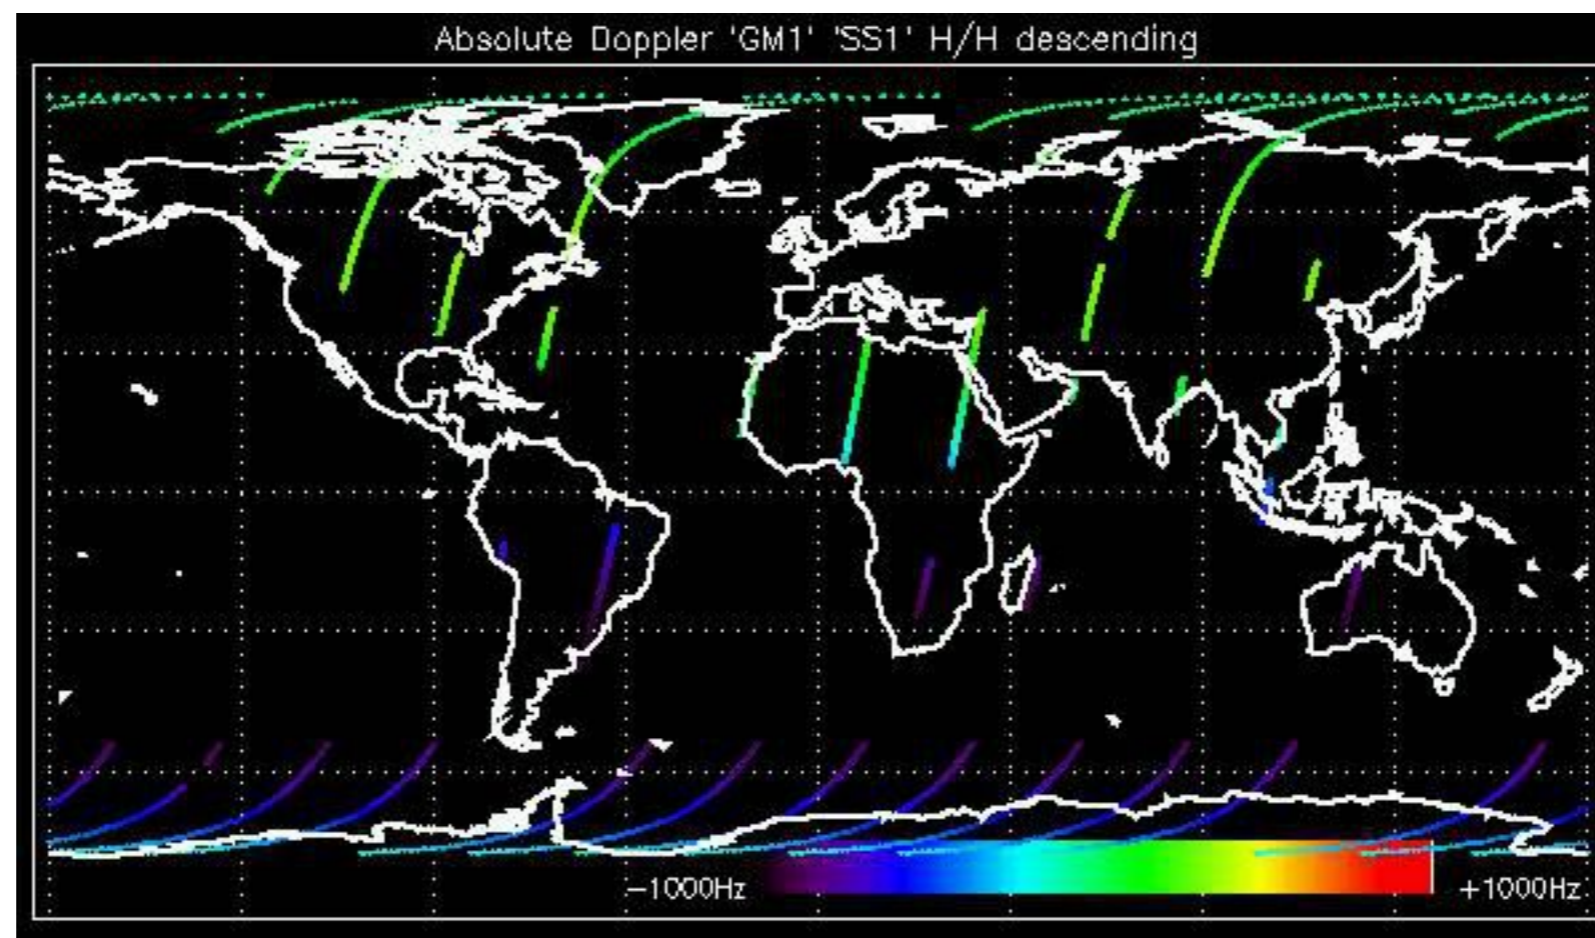 Absolute Doppler 'GM1' 'SS1' H/H descending
−1000Hz +1000Hz